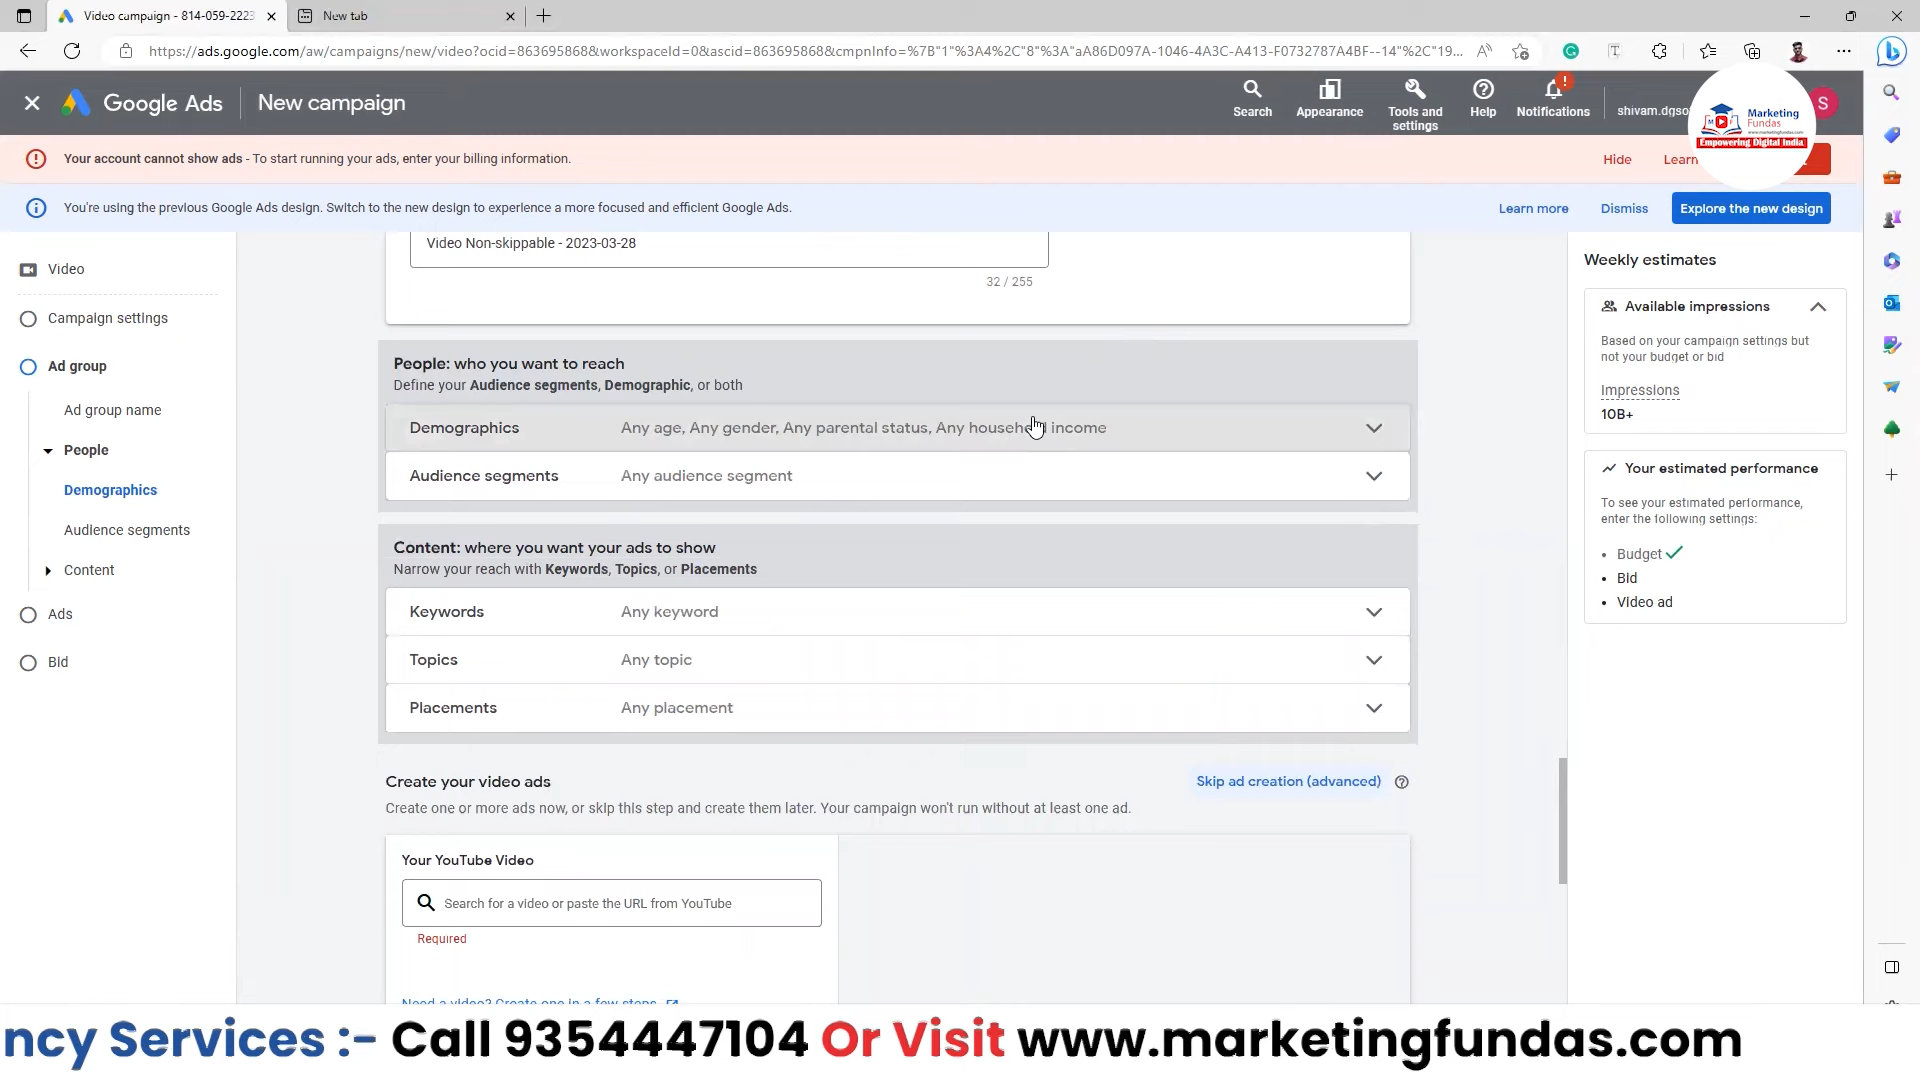 Video campaign - 814-059-2223
New tab
https://ads.google.com/aw/campaigns/new/video?ocid=863695868&workspaceId=0&ascid=863695868&cmpnInfo=%7B"1"%3A4%2C"8"%3A"aA86D097A-1046-4A3C-A413-F0732787A4BF--14"%2C"19...
Google Ads
New campaign
Search
Appearance
Tools and
settings
Help
Notifications
shivam.dgso
S
Marketing
Fundas
www.marketingfundas.com
Empowering Digital India
Your account cannot show ads - To start running your ads, enter your billing information.
Hide
Learn
You're using the previous Google Ads design. Switch to the new design to experience a more focused and efficient Google Ads.
Learn more
Dismiss
Explore the new design
Video
Campaign settings
Ad group
Ad group name
People
Demographics
Audience segments
Content
Ads
Bid
Video Non-skippable - 2023-03-28
32 / 255
People: who you want to reach
Define your Audience segments, Demographic, or both
Demographics Any age, Any gender, Any parental status, Any household income
Audience segments Any audience segment
Content: where you want your ads to show
Narrow your reach with Keywords, Topics, or Placements
Keywords Any keyword
Topics Any topic
Placements Any placement
Create your video ads
Skip ad creation (advanced)
Create one or more ads now, or skip this step and create them later. Your campaign won't run without at least one ad.
Your YouTube Video
Search for a video or paste the URL from YouTube
Required
Need a video? Create one in a few steps
Weekly estimates
Available impressions
Based on your campaign settings but
not your budget or bid
Impressions
10B+
Your estimated performance
To see your estimated performance,
enter the following settings:
Budget
Bid
Video ad
ncy Services :- Call 9354447104 Or Visit www.marketingfundas.com